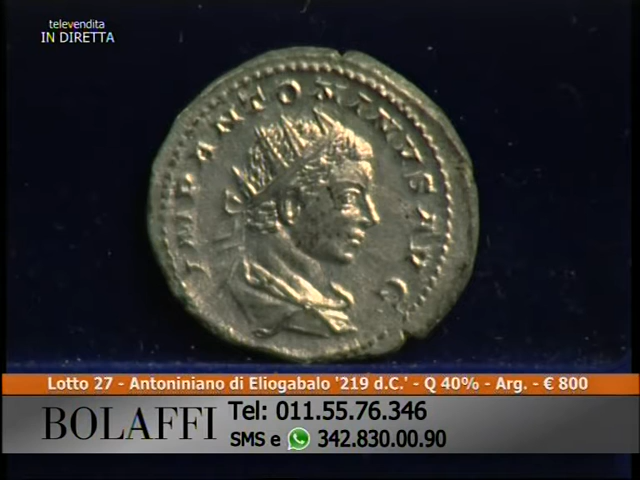 televendita
IN DIRETTA
IMP ANTONINVS AVG
Lotto 27 - Antoniniano di Eliogabalo '219 d.C.' - Q 40% - Arg. - € 800
BOLAFFI
Tel: 011.55.76.346
SMS e 342.830.00.90